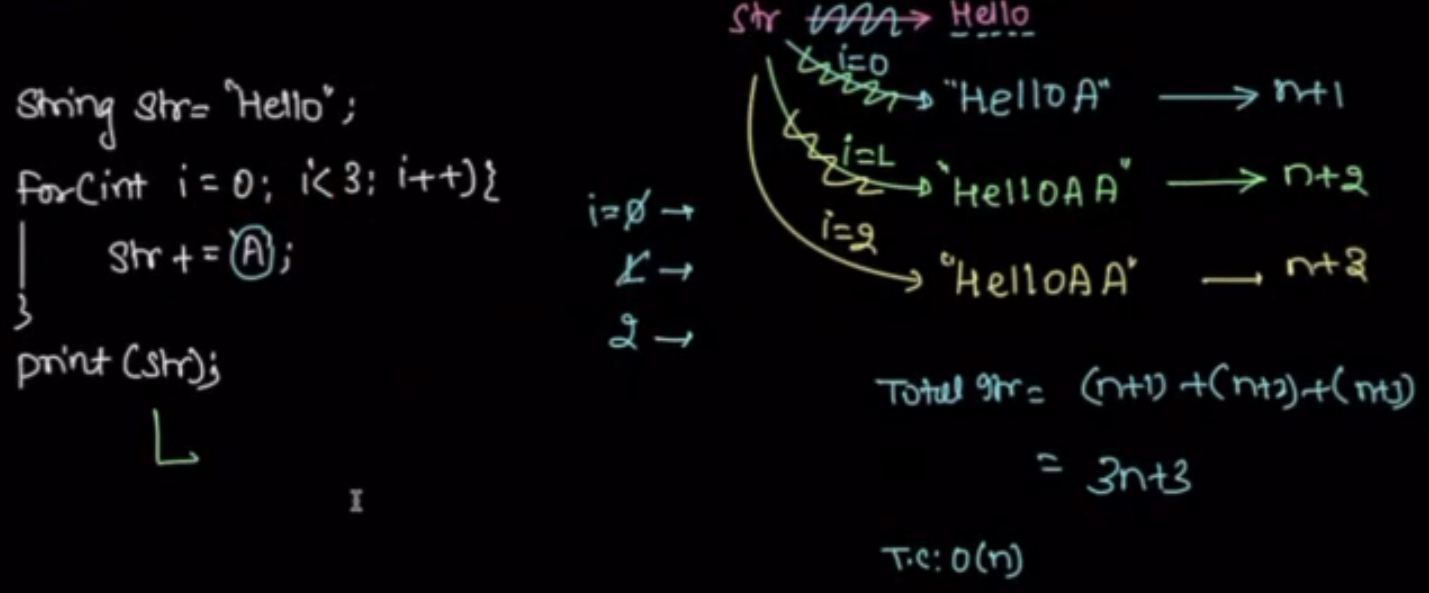 String str= "Hello";
for(int i = 0; i<3; i++){
str += 'A';
}
print (str);
i=0 →
1 →
2 →
str → Hello
i=0 "HelloA" → n+1
i=1 "HelloAA" → n+2
i=2 "HelloAA" — n+3
Total itr = (n+1) +(n+2)+(n+3)
= 3n+3
T.C: O(n)